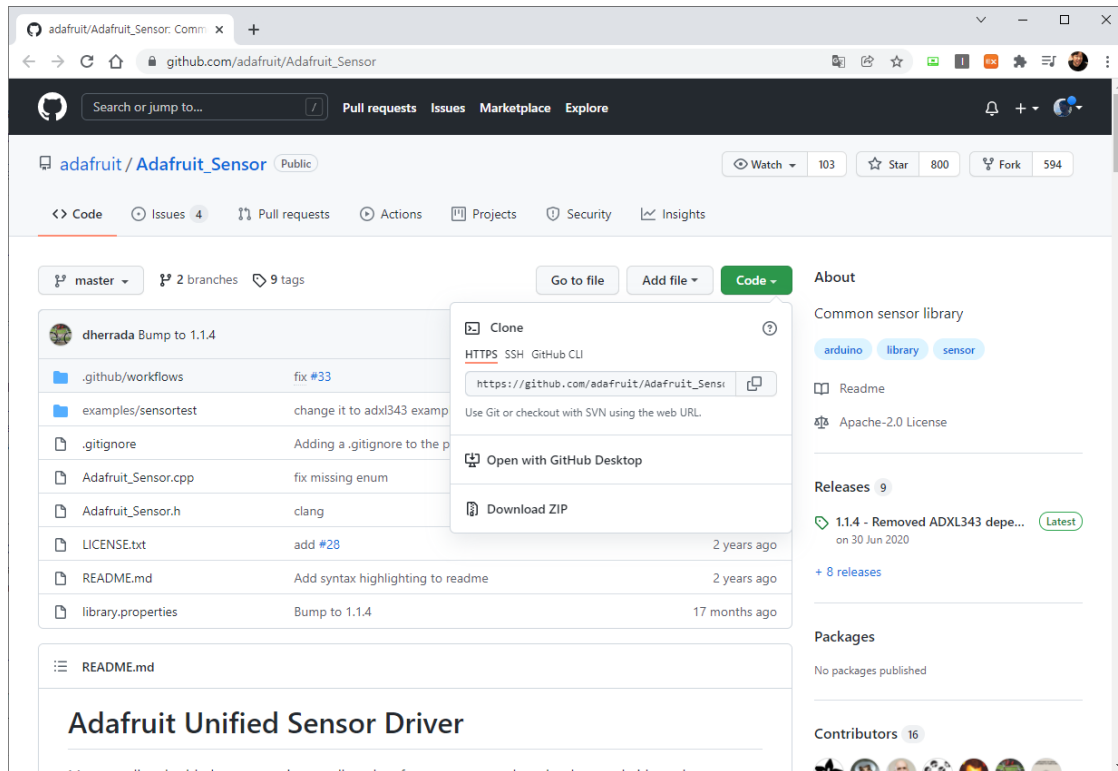 adafruit/Adafruit_Sensor: Comm
github.com/adafruit/Adafruit_Sensor
Search or jump to... /
Pull requests Issues Marketplace Explore
adafruit / Adafruit_Sensor Public
Watch 103 Star 800 Fork 594
Code Issues 4 Pull requests Actions Projects Security Insights
master 2 branches 9 tags
Go to file Add file Code
dherrada Bump to 1.1.4
.github/workflows fix #33
examples/sensortest change it to adxl343 examp
.gitignore Adding a .gitignore to the p
Adafruit_Sensor.cpp fix missing enum
Adafruit_Sensor.h clang
LICENSE.txt add #28 2 years ago
README.md Add syntax highlighting to readme 2 years ago
library.properties Bump to 1.1.4 17 months ago
Clone
HTTPS SSH GitHub CLI
https://github.com/adafruit/Adafruit_Senso
Use Git or checkout with SVN using the web URL.
Open with GitHub Desktop
Download ZIP
README.md
Adafruit Unified Sensor Driver
About
Common sensor library
arduino library sensor
Readme
Apache-2.0 License
Releases 9
1.1.4 - Removed ADXL343 depe... Latest
on 30 Jun 2020
+ 8 releases
Packages
No packages published
Contributors 16